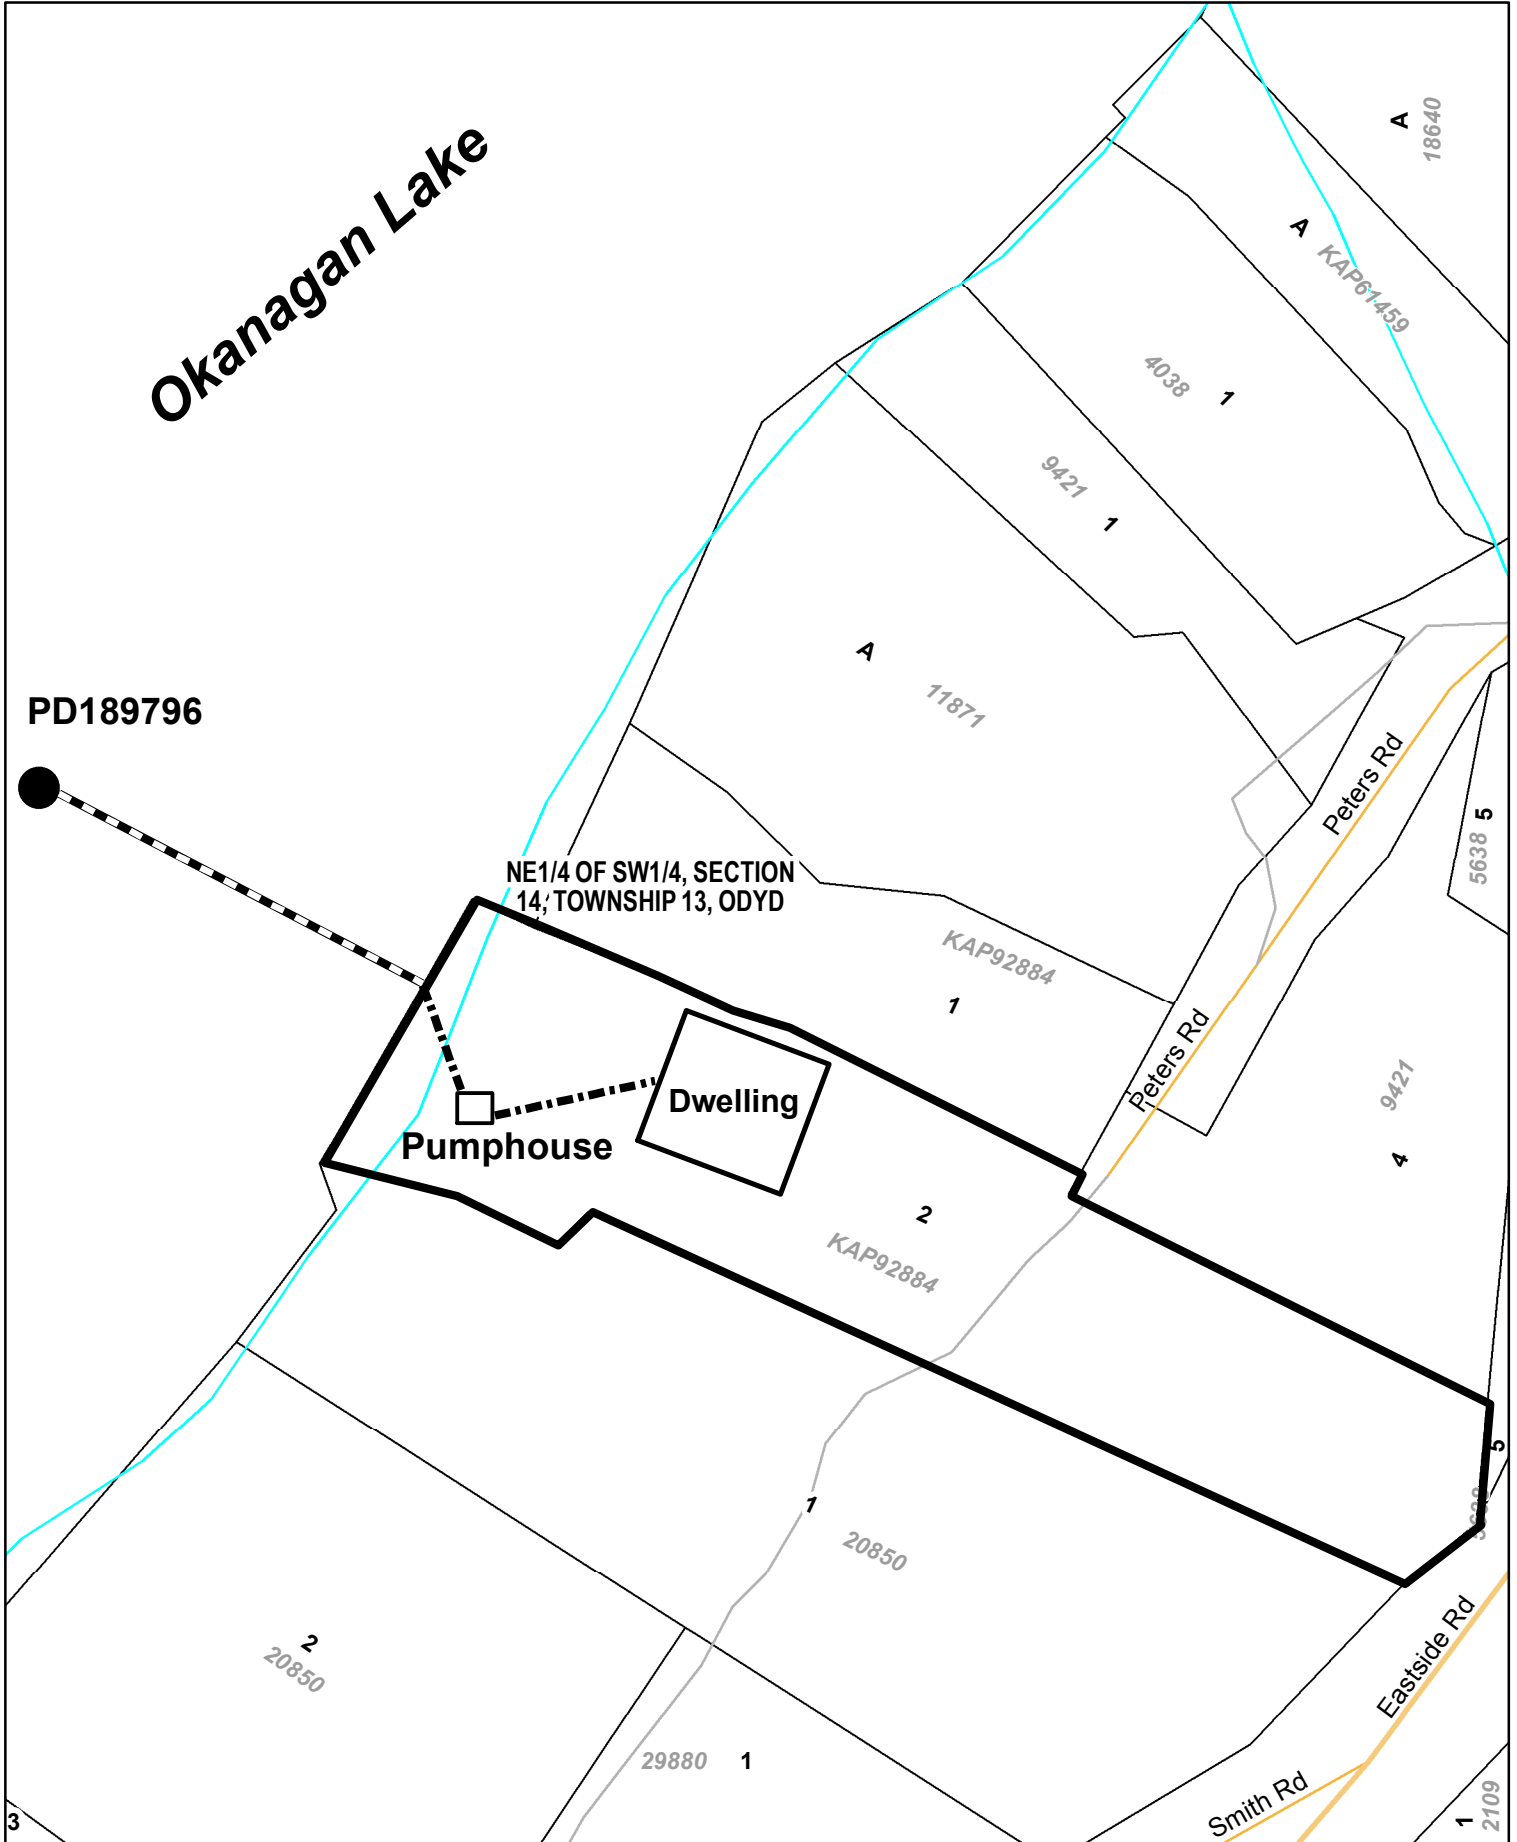 A
18640
Okanagan Lake
A
KAP61459
4038
1
9421
1
A
11871
PD189796
Peters Rd
5
5638
NE1/4 OF SW1/4, SECTION
14, TOWNSHIP 13, ODYD
KAP92884
1
Peters Rd
9421
4
Dwelling
Pumphouse
2
KAP92884
5
5638
1
20850
2
20850
Eastside Rd
29880 1
Smith Rd
1
2109
3